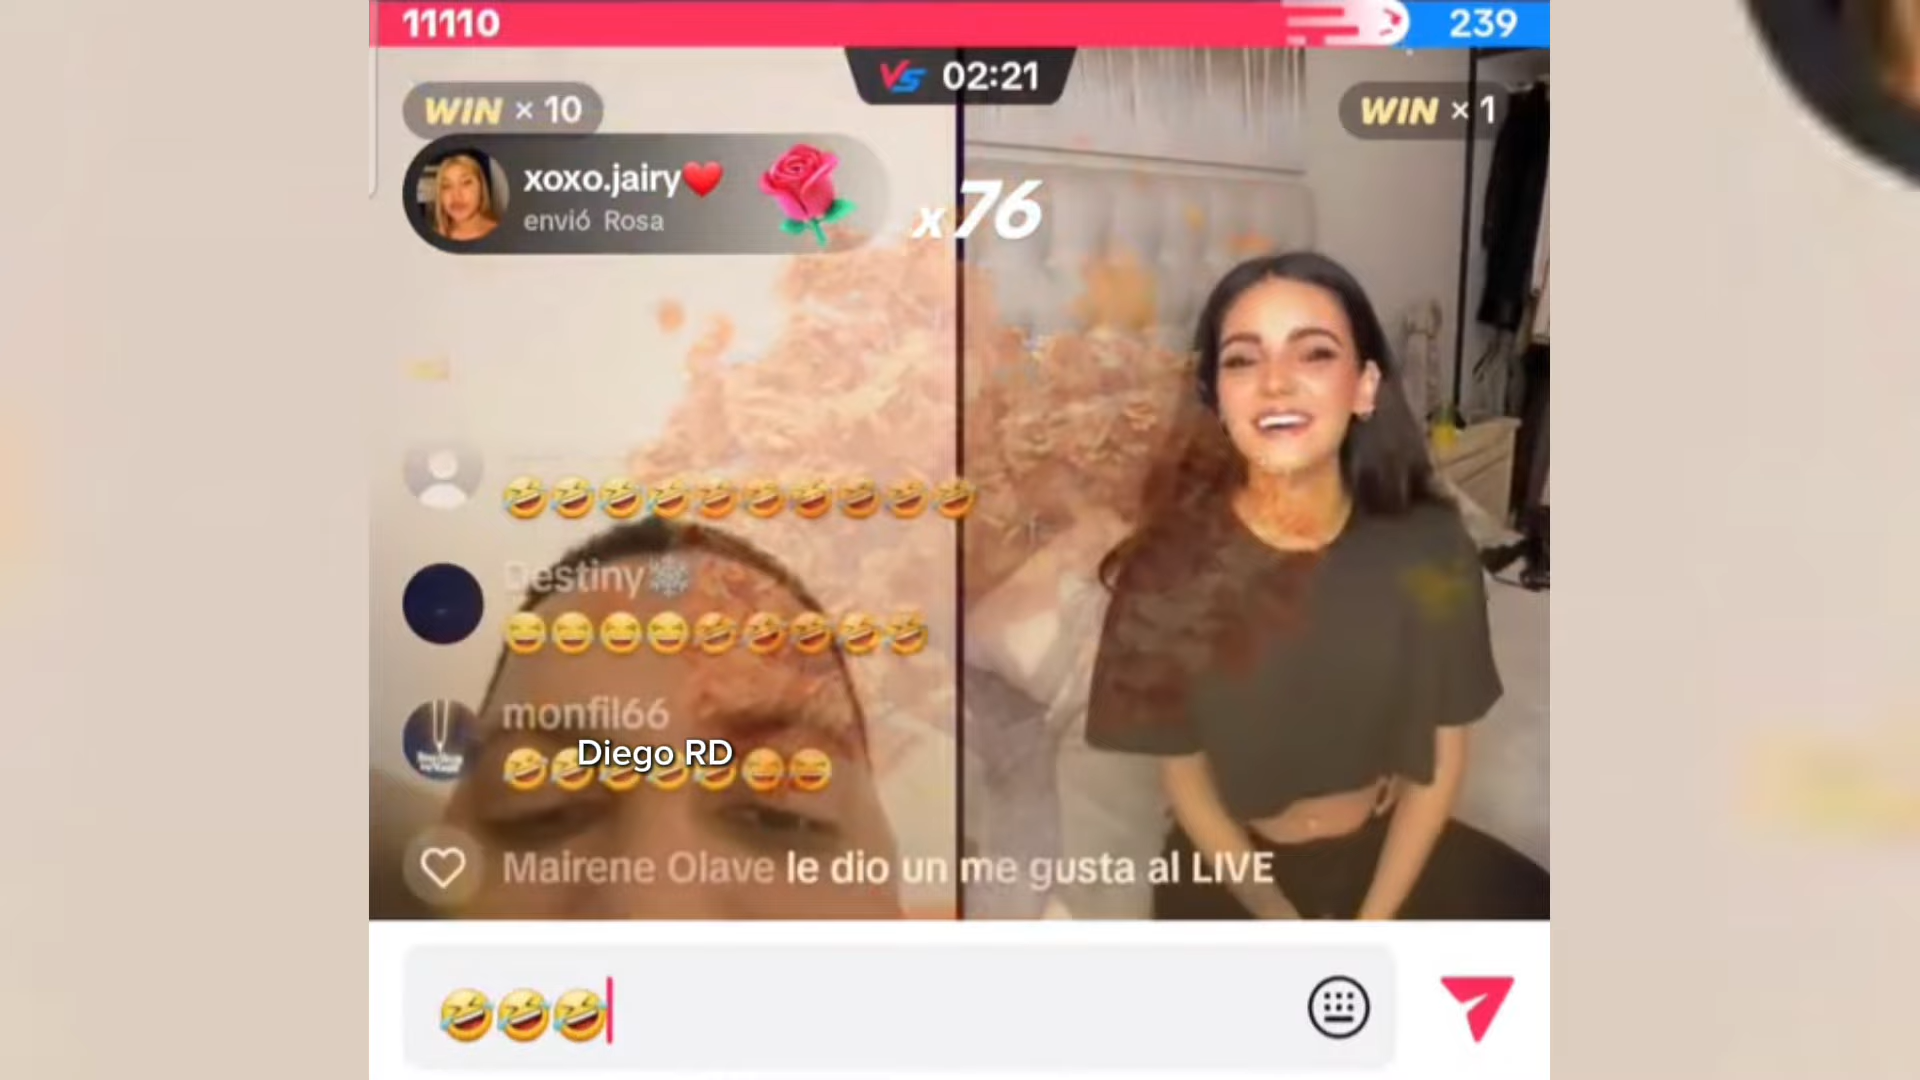 11110
239
VS 02:21
WIN × 10
WIN × 1
xoxo.jairy❤️
envió Rosa
x76
🤣🤣🤣🤣🤣🤣🤣🤣🤣🤣
Destiny❄️
😆😆😆😆🤣🤣🤣🤣🤣
monfil66
🤣🤣🤣🤣🤣😆😆
Diego RD
Mairene Olave le dio un me gusta al LIVE
🤣🤣🤣